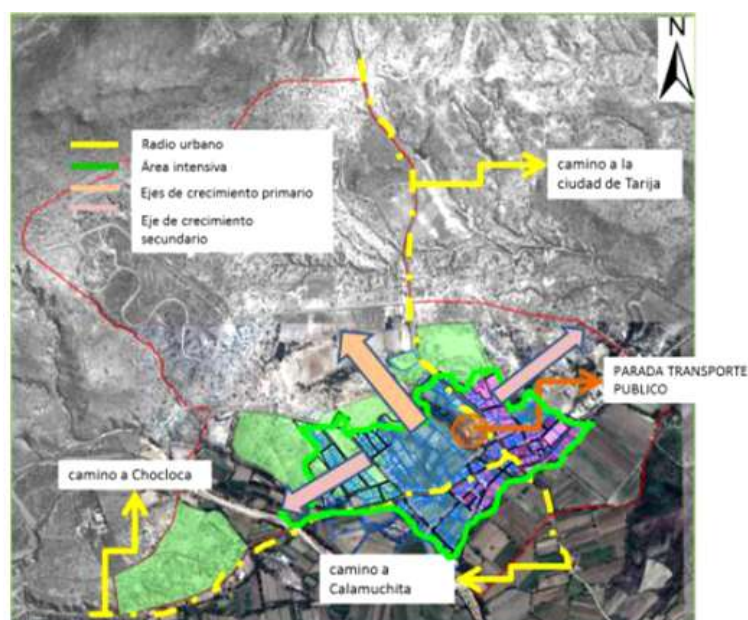 N
Radio urbano
Área intensiva
Ejes de crecimiento primario
Eje de crecimiento
secundario
camino a la
ciudad de Tarija
PARADA TRANSPORTE
PUBLICO
camino a Chocloca
camino a
Calamuchita